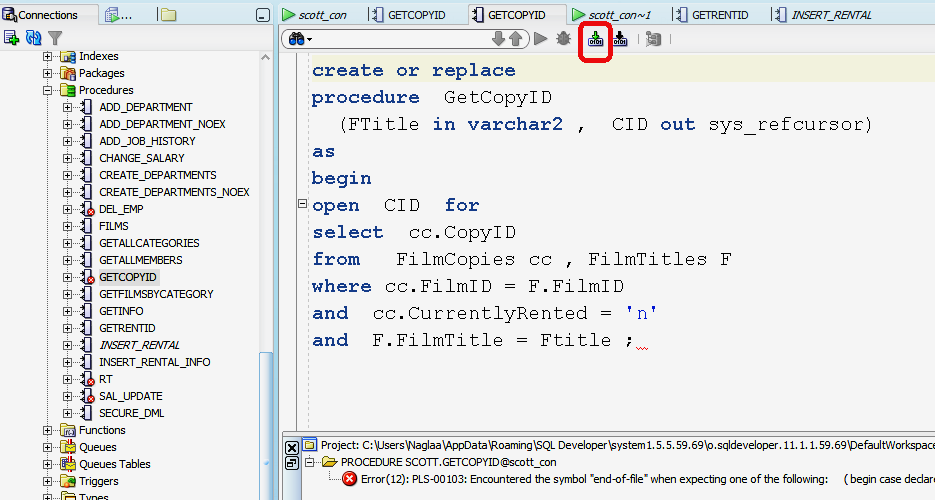 Connections
scott_con
GETCOPYID
GETCOPYID
scott_con~1
GETRENTID
INSERT_RENTAL
Indexes
Packages
Procedures
ADD_DEPARTMENT
ADD_DEPARTMENT_NOEX
ADD_JOB_HISTORY
CHANGE_SALARY
CREATE_DEPARTMENTS
CREATE_DEPARTMENTS_NOEX
DEL_EMP
FILMS
GETALLCATEGORIES
GETALLMEMBERS
GETCOPYID
GETFILMSBYCATEGORY
GETINFO
GETRENTID
INSERT_RENTAL
INSERT_RENTAL_INFO
RT
SAL_UPDATE
SECURE_DML
Functions
Queues
Queues Tables
Triggers
Types
create or replace
procedure GetCopyID
(FTitle in varchar2 , CID out sys_refcursor)
as
begin
open CID for
select cc.CopyID
from FilmCopies cc , FilmTitles F
where cc.FilmID = F.FilmID
and cc.CurrentlyRented = 'n'
and F.FilmTitle = Ftitle ;
Project: C:\Users\Naglaa\AppData\Roaming\SQL Developer\system1.5.5.59.69\o.sqldeveloper.11.1.1.59.69\DefaultWorkspace
PROCEDURE SCOTT.GETCOPYID@scott_con
Error(12): PLS-00103: Encountered the symbol "end-of-file" when expecting one of the following: ( begin case declare